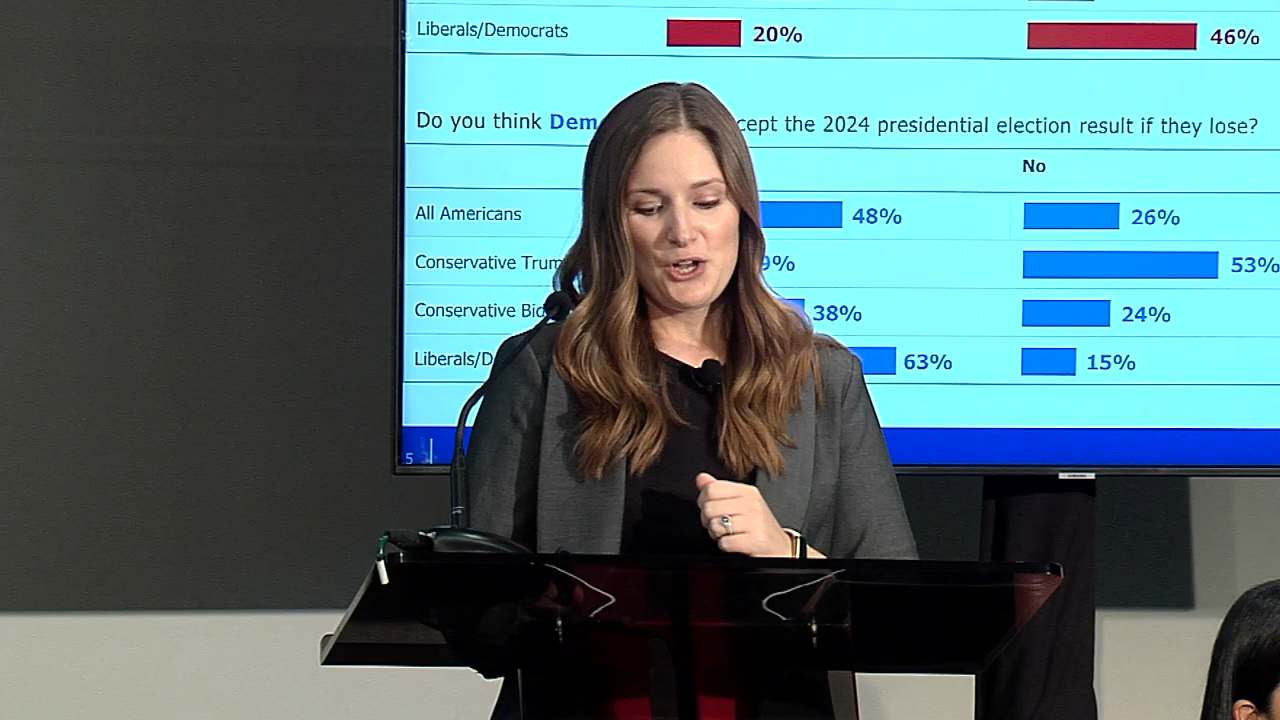 Liberals/Democrats 20% 46%
Do you think Dem cept the 2024 presidential election result if they lose?
No
All Americans 48% 26%
Conservative Trum 9% 53%
Conservative Bid 38% 24%
Liberals/D 63% 15%
5